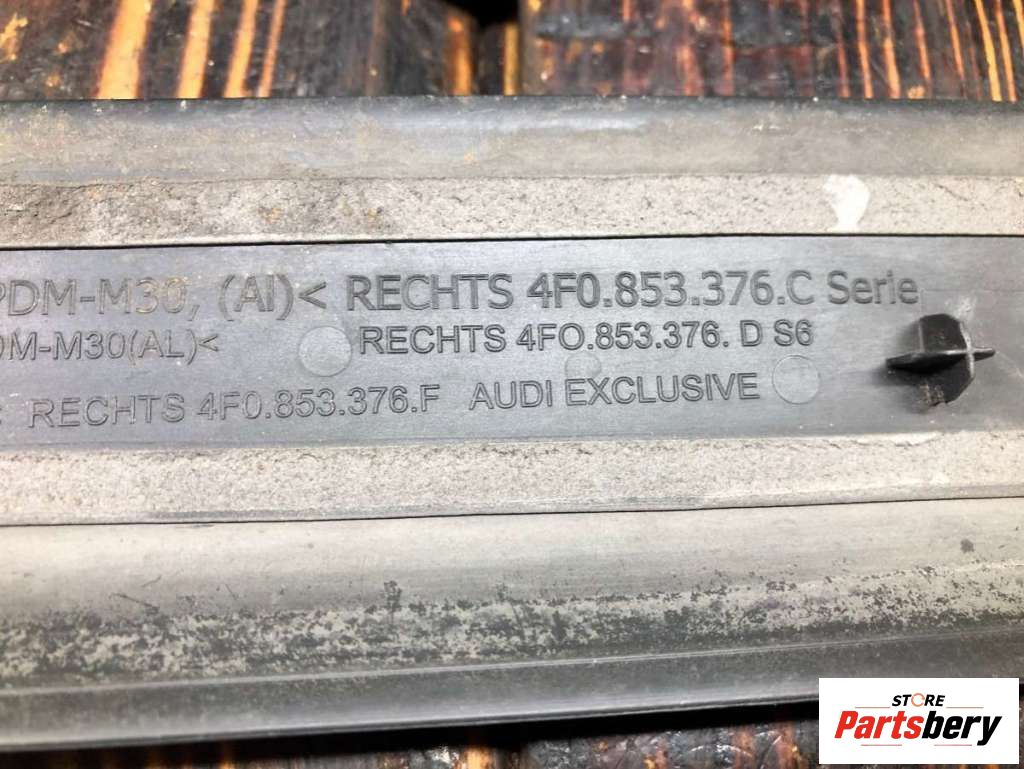 PDM-M30, (Al)< RECHTS 4F0.853.376.C Serie
DM-M30(AL)< RECHTS 4FO.853.376. D S6
RECHTS 4F0.853.376.F AUDI EXCLUSIVE
STORE
Partsbery